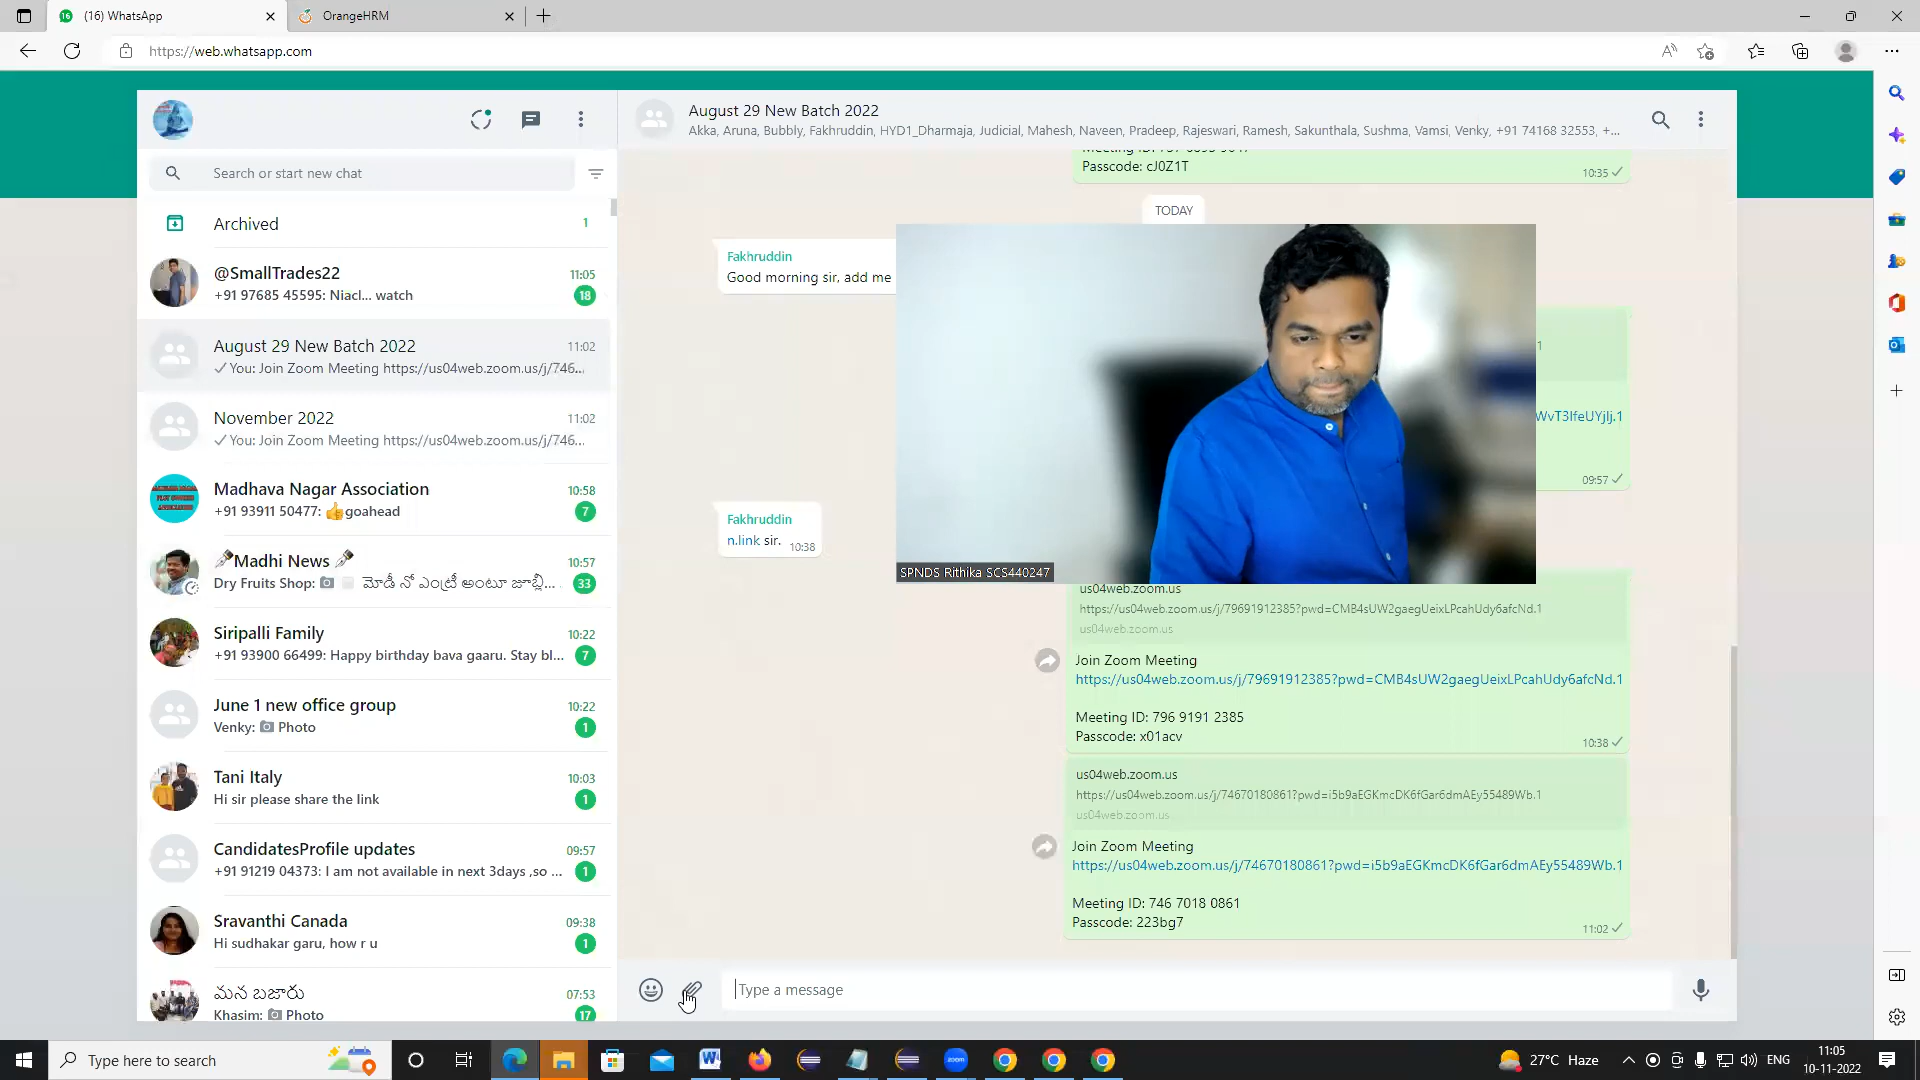 (16) WhatsApp
OrangeHRM
https://web.whatsapp.com
Search or start new chat
Archived
1
@SmallTrades22
11:05
+91 97685 45595: Niacl... watch
18
August 29 New Batch 2022
11:02
You: Join Zoom Meeting https://us04web.zoom.us/j/746...
November 2022
11:02
You: Join Zoom Meeting https://us04web.zoom.us/j/746...
Madhava Nagar Association
10:58
+91 93911 50477: 👍goahead
7
Madhi News
10:57
Dry Fruits Shop: మోడీ నో ఎంట్రీ అంటూ జూబ్లీ...
33
Siripalli Family
10:22
+91 93900 66499: Happy birthday bava gaaru. Stay bl...
7
June 1 new office group
10:22
Venky: Photo
1
Tani Italy
10:03
Hi sir please share the link
1
CandidatesProfile updates
09:57
+91 91219 04373: I am not available in next 3days ,so ...
1
Sravanthi Canada
09:38
Hi sudhakar garu, how r u
1
మన బజారు
07:53
Khasim: Photo
17
August 29 New Batch 2022
Akka, Aruna, Bubbly, Fakhruddin, HYD1_Dharmaja, Judicial, Mahesh, Naveen, Pradeep, Rajeswari, Ramesh, Sakunthala, Sushma, Vamsi, Venky, +91 74168 32553, +...
Passcode: cJ0Z1T
10:35
TODAY
Fakhruddin
Good morning sir, add me
1
WvT3IfeUYjIj.1
09:57
Fakhruddin
n.link sir.
10:38
SPNDS Rithika SCS440247
us04web.zoom.us
https://us04web.zoom.us/j/79691912385?pwd=CMB4sUW2gaegUeixLPcahUdy6afcNd.1
us04web.zoom.us
Join Zoom Meeting
https://us04web.zoom.us/j/79691912385?pwd=CMB4sUW2gaegUeixLPcahUdy6afcNd.1
Meeting ID: 796 9191 2385
Passcode: x01acv
10:38
us04web.zoom.us
https://us04web.zoom.us/j/74670180861?pwd=i5b9aEGKmcDK6fGar6dmAEy55489Wb.1
us04web.zoom.us
Join Zoom Meeting
https://us04web.zoom.us/j/74670180861?pwd=i5b9aEGKmcDK6fGar6dmAEy55489Wb.1
Meeting ID: 746 7018 0861
Passcode: 223bg7
11:02
Type a message
Type here to search
zoom
27°C Haze
ENG
11:05
10-11-2022